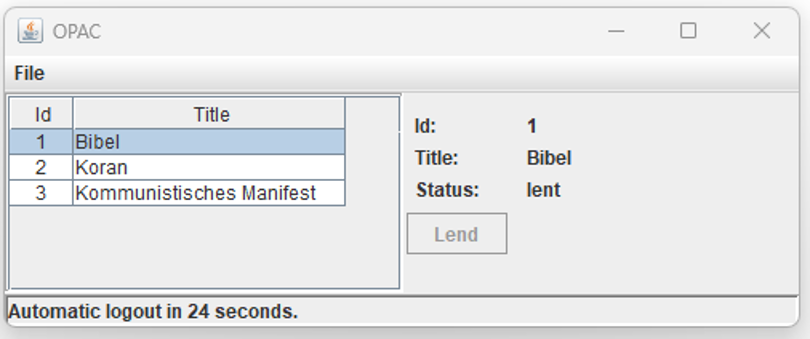 OPAC
File
Id Title
1 Bibel
2 Koran
3 Kommunistisches Manifest
Id: 1
Title: Bibel
Status: lent
Lend
Automatic logout in 24 seconds.